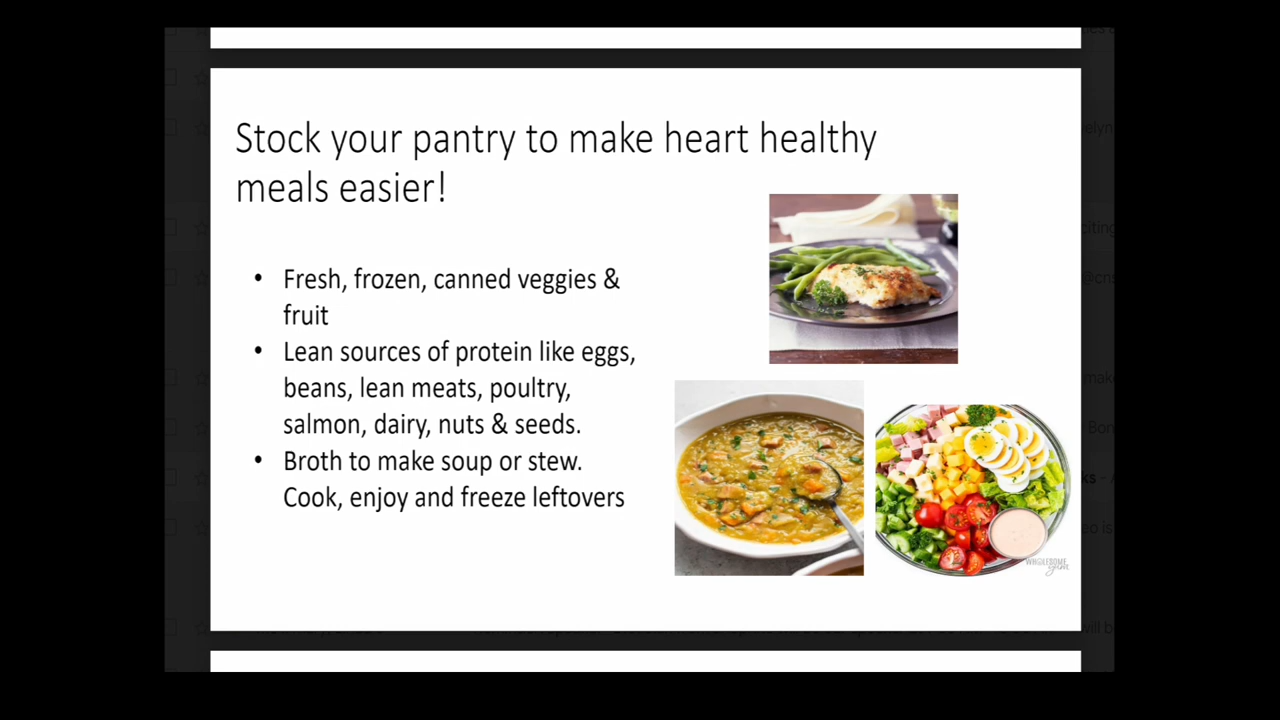 Stock your pantry to make heart healthy
meals easier!
• Fresh, frozen, canned veggies &
fruit
• Lean sources of protein like eggs,
beans, lean meats, poultry,
salmon, dairy, nuts & seeds.
• Broth to make soup or stew.
Cook, enjoy and freeze leftovers
WHOLESOME
yum